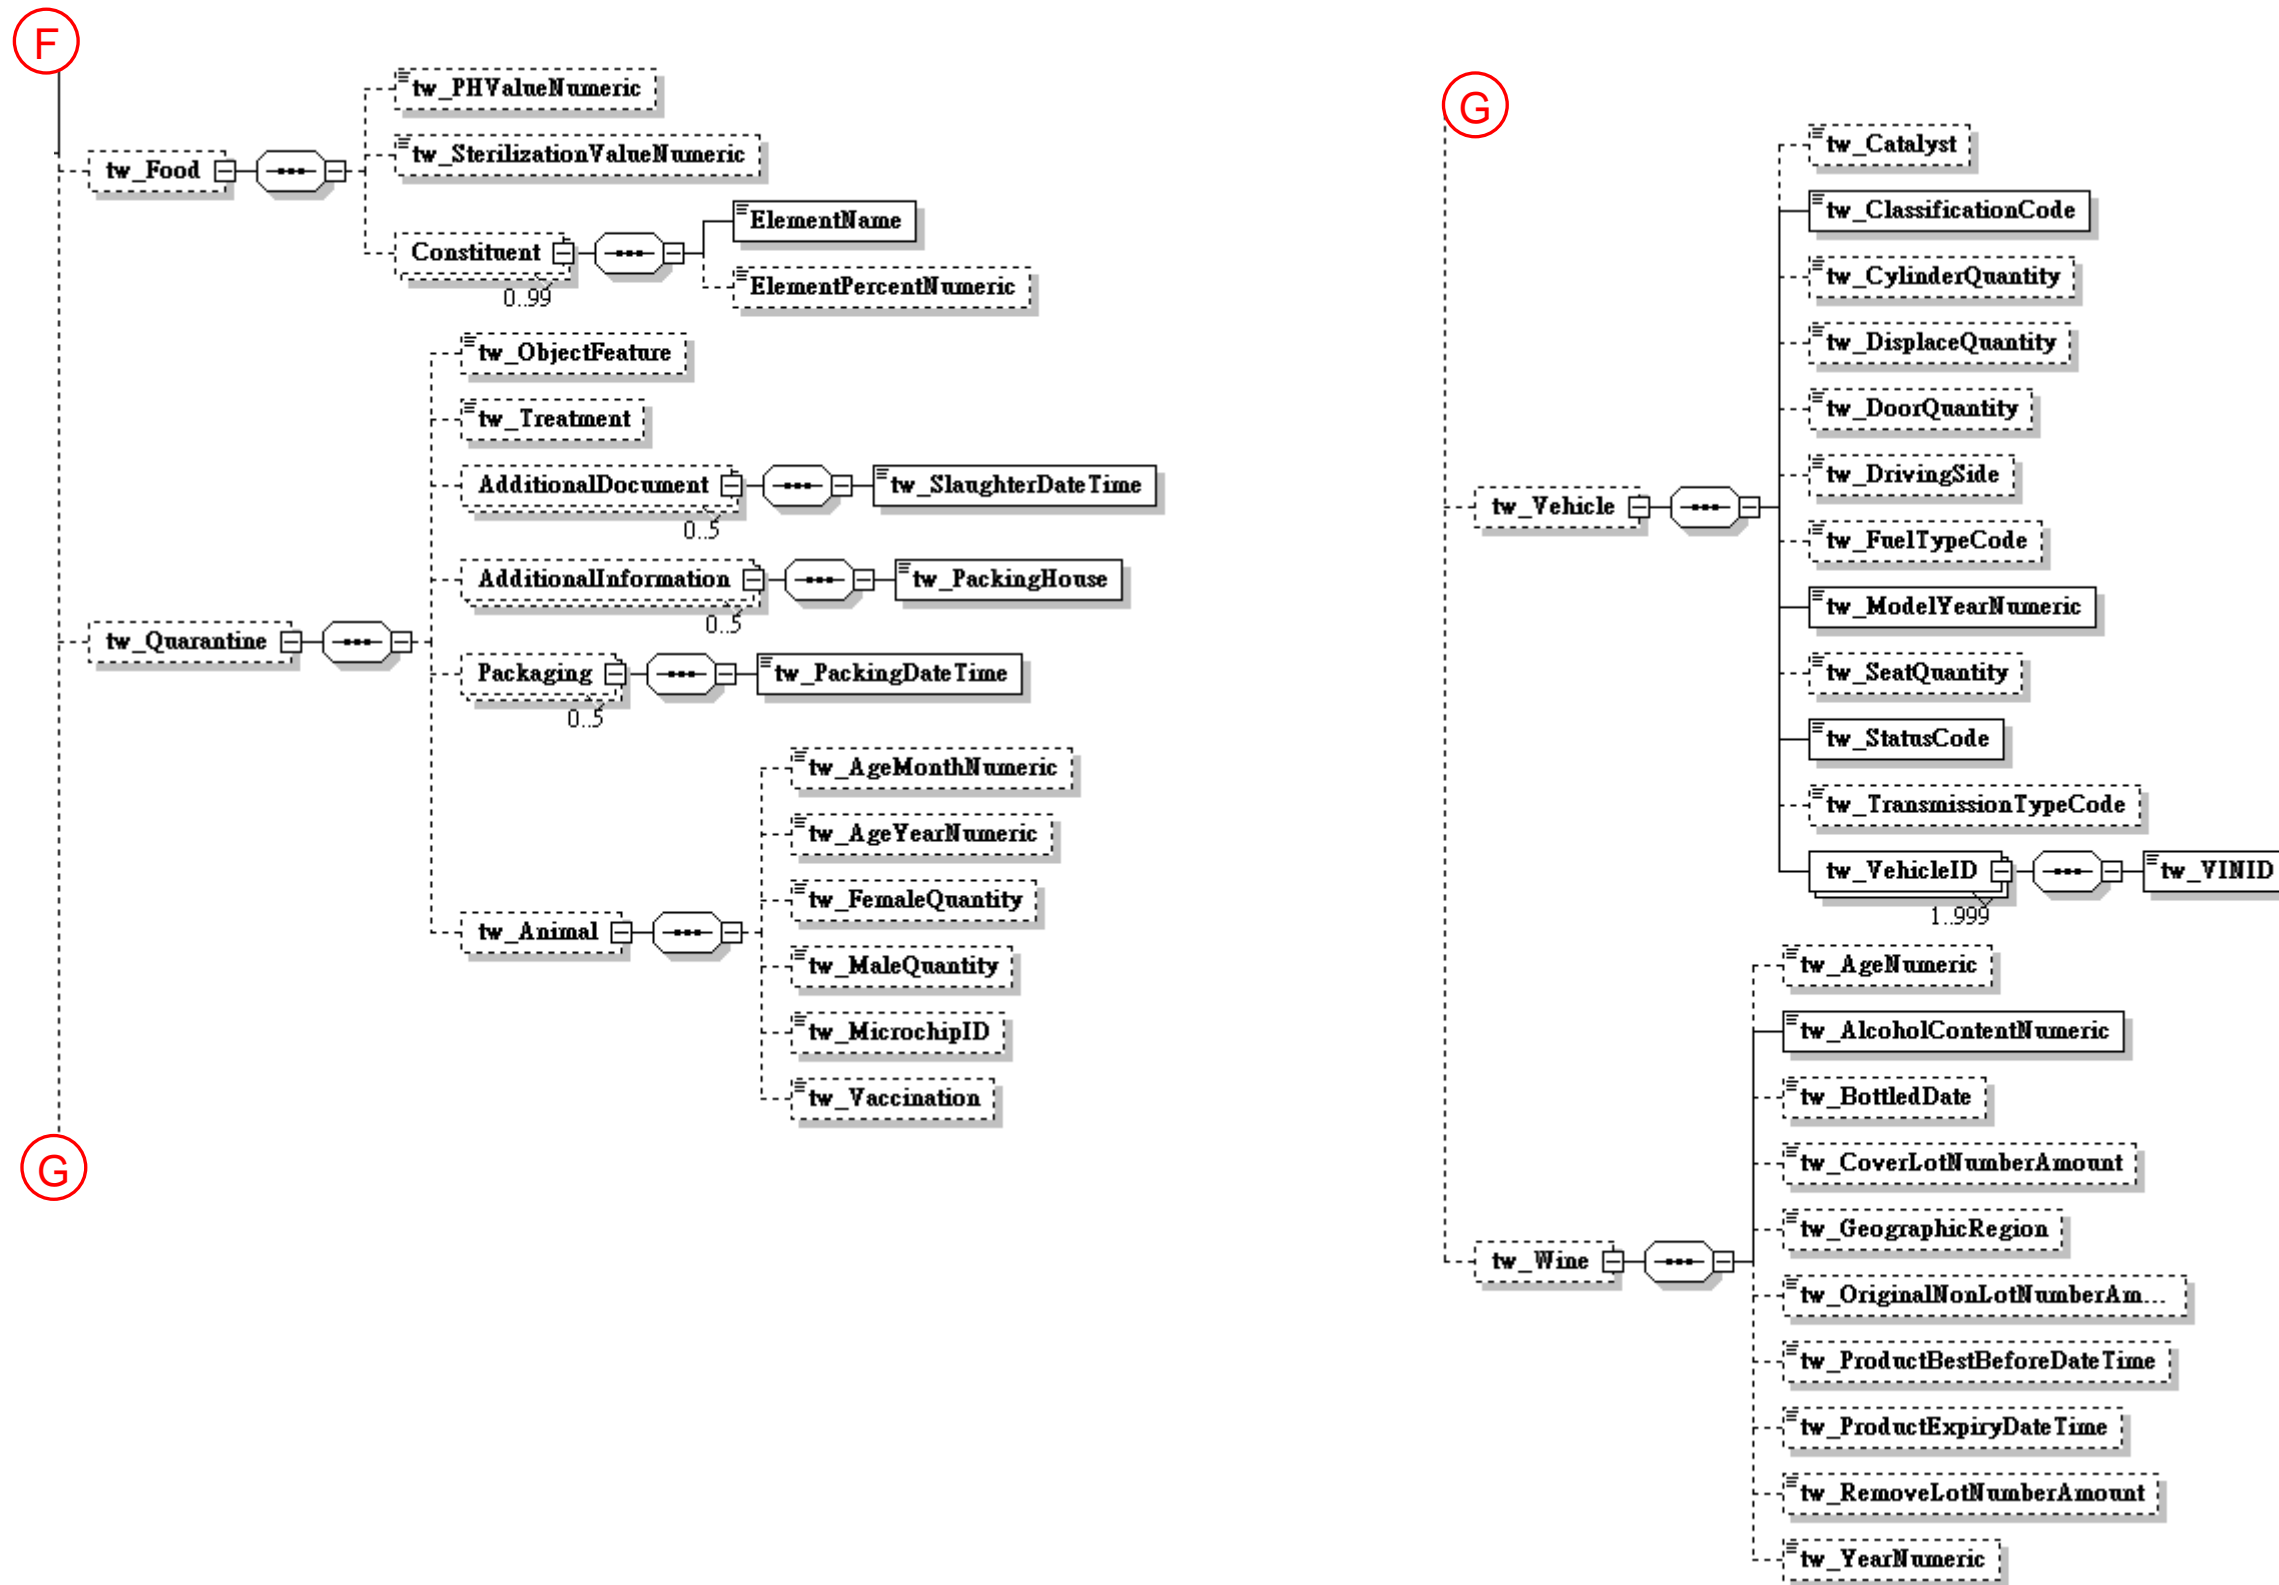 F
tw_PHValueNumeric
tw_SterilizationValueNumeric
tw_Food
ElementName
Constituent
ElementPercentNumeric
0..99
tw_ObjectFeature
tw_Treatment
AdditionalDocument
tw_SlaughterDateTime
0..5
AdditionalInformation
tw_PackingHouse
0..5
tw_Quarantine
Packaging
tw_PackingDateTime
0..5
tw_AgeMonthNumeric
tw_AgeYearNumeric
tw_FemaleQuantity
tw_Animal
tw_MaleQuantity
tw_MicrochipID
tw_Vaccination
G
G
tw_Catalyst
tw_ClassificationCode
tw_CylinderQuantity
tw_DisplaceQuantity
tw_DoorQuantity
tw_DrivingSide
tw_Vehicle
tw_FuelTypeCode
tw_ModelYearNumeric
tw_SeatQuantity
tw_StatusCode
tw_TransmissionTypeCode
tw_VehicleID
tw_VINID
1..999
tw_AgeNumeric
tw_AlcoholContentNumeric
tw_BottledDate
tw_CoverLotNumberAmount
tw_GeographicRegion
tw_Wine
tw_OriginalNonLotNumberAm...
tw_ProductBestBeforeDateTime
tw_ProductExpiryDateTime
tw_RemoveLotNumberAmount
tw_YearNumeric